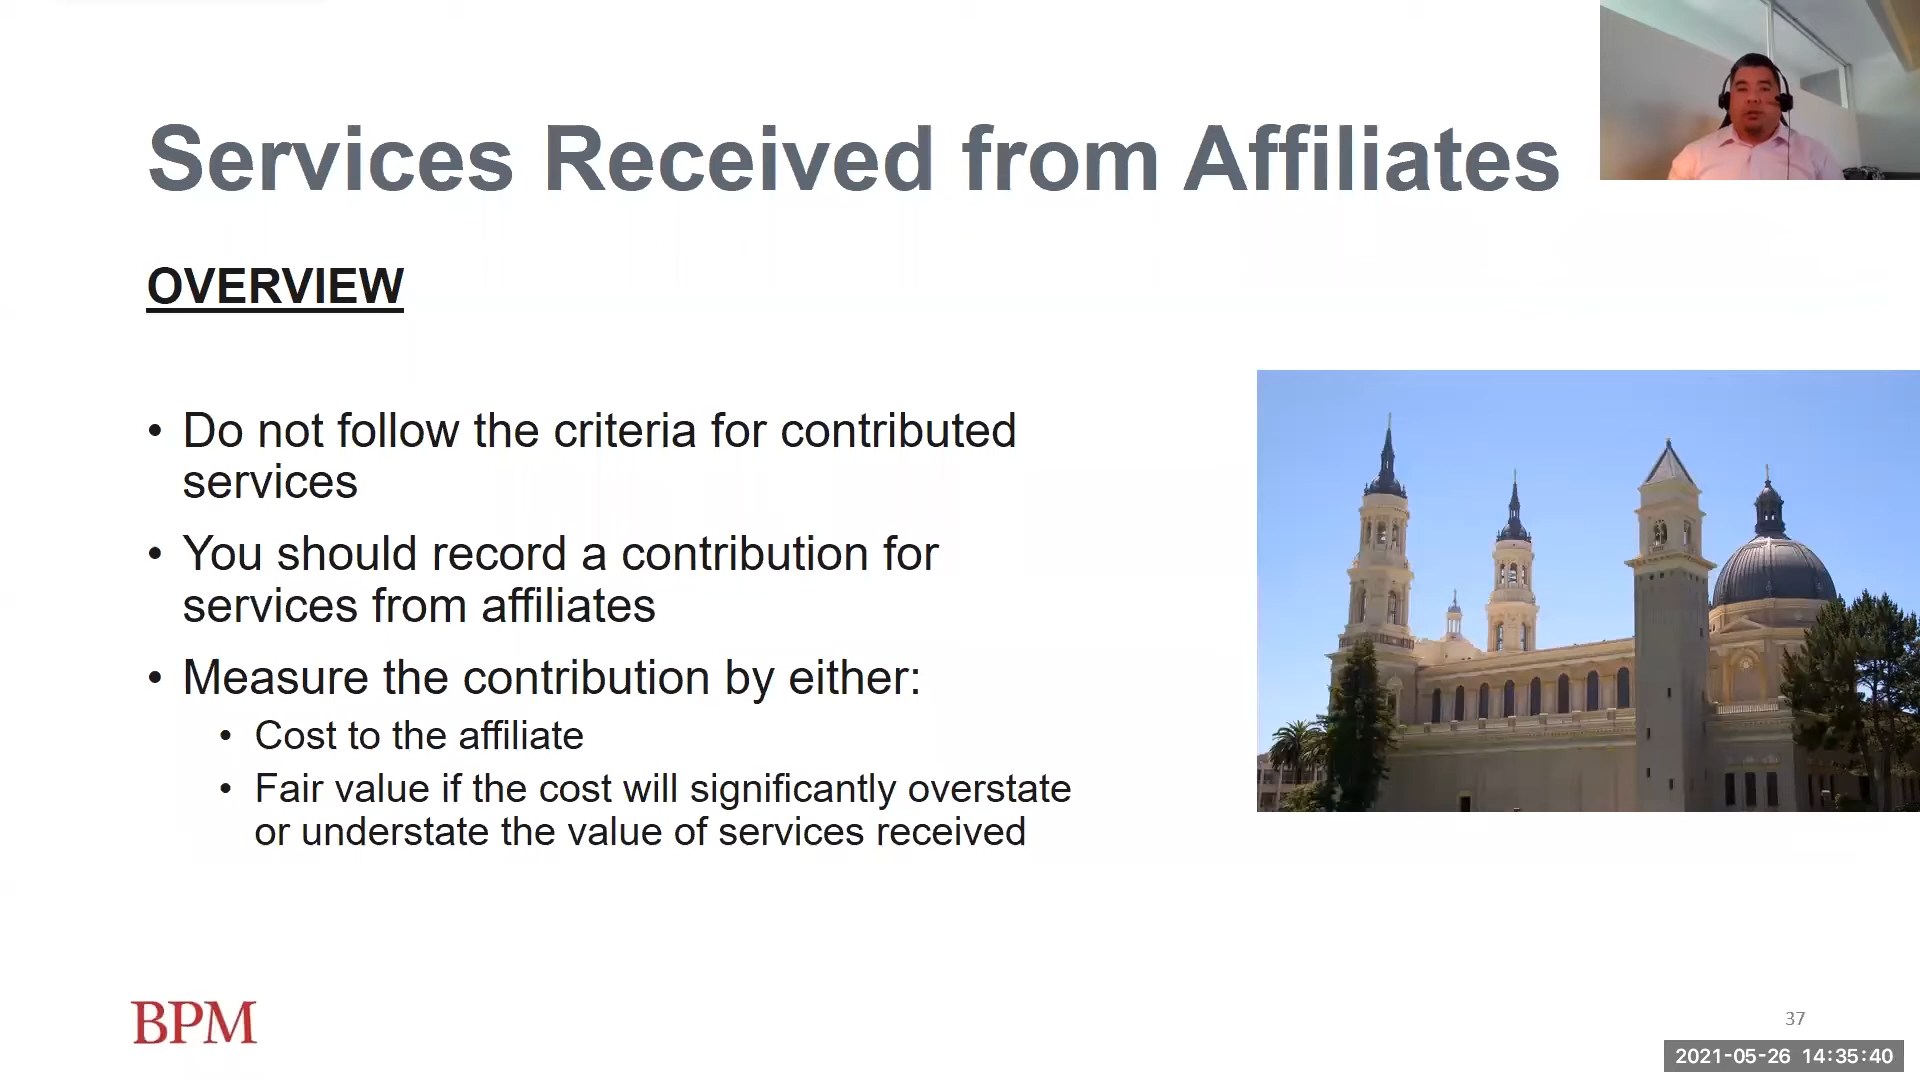 Services Received from Affiliates
OVERVIEW
• Do not follow the criteria for contributed
services
• You should record a contribution for
services from affiliates
• Measure the contribution by either:
• Cost to the affiliate
• Fair value if the cost will significantly overstate
or understate the value of services received
BPM
37
2021-05-26 14:35:40